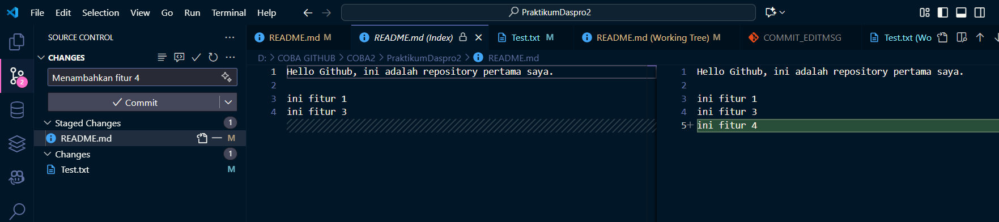 File Edit Selection View Go Run Terminal Help
PraktikumDaspro2
SOURCE CONTROL
README.md M
README.md (Index)
Test.txt M
README.md (Working Tree) M
COMMIT_EDITMSG
Test.txt (Wo
CHANGES
D: > COBA GITHUB > COBA2 > PraktikumDaspro2 > README.md
Menambahkan fitur 4
Commit
Staged Changes 1
README.md M
Changes 1
Test.txt M
2
1 Hello Github, ini adalah repository pertama saya.
2
3 ini fitur 1
4 ini fitur 3
1 Hello Github, ini adalah repository pertama saya.
2
3 ini fitur 1
4 ini fitur 3
5+ ini fitur 4